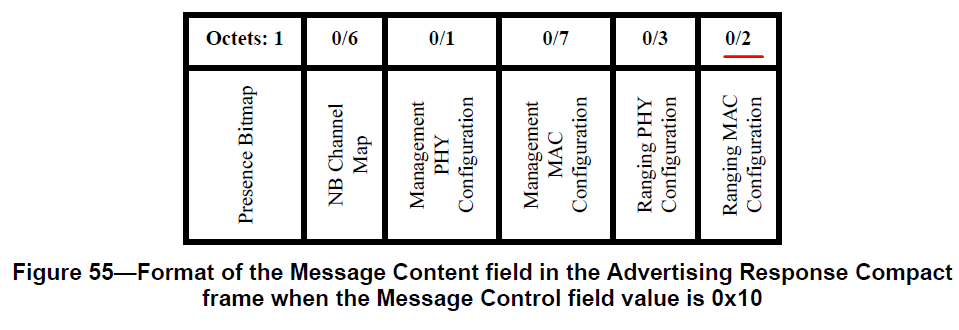 Octets: 1 0/6 0/1 0/7 0/3 0/2
Presence Bitmap
NB Channel
Map
Management
PHY
Configuration
Management
MAC
Configuration
Ranging PHY
Configuration
Ranging MAC
Configuration
Figure 55—Format of the Message Content field in the Advertising Response Compact
frame when the Message Control field value is 0x10